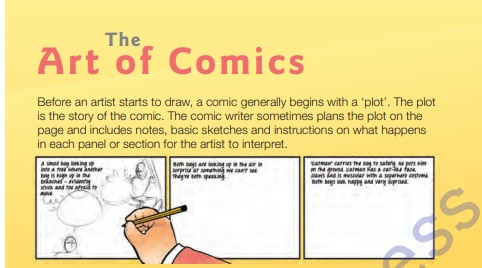 The
Art of Comics
Before an artist starts to draw, a comic generally begins with a ‘plot’. The plot
is the story of the comic. The comic writer sometimes plans the plot on the
page and includes notes, basic sketches and instructions on what happens
in each panel or section for the artist to interpret.
A small boy looking up
into a tree where another
boy is high up in the
branches - evidently
stuck and too afraid to
move
Both boys are looking up in the air in
surprise at something we can't see.
They're both speaking.
'Catman' carries the boy to safety. He puts him
on the ground. Catman has a cat-like face,
claws and is muscular with a superhero costume.
Both boys look happy and very suprised.
ess